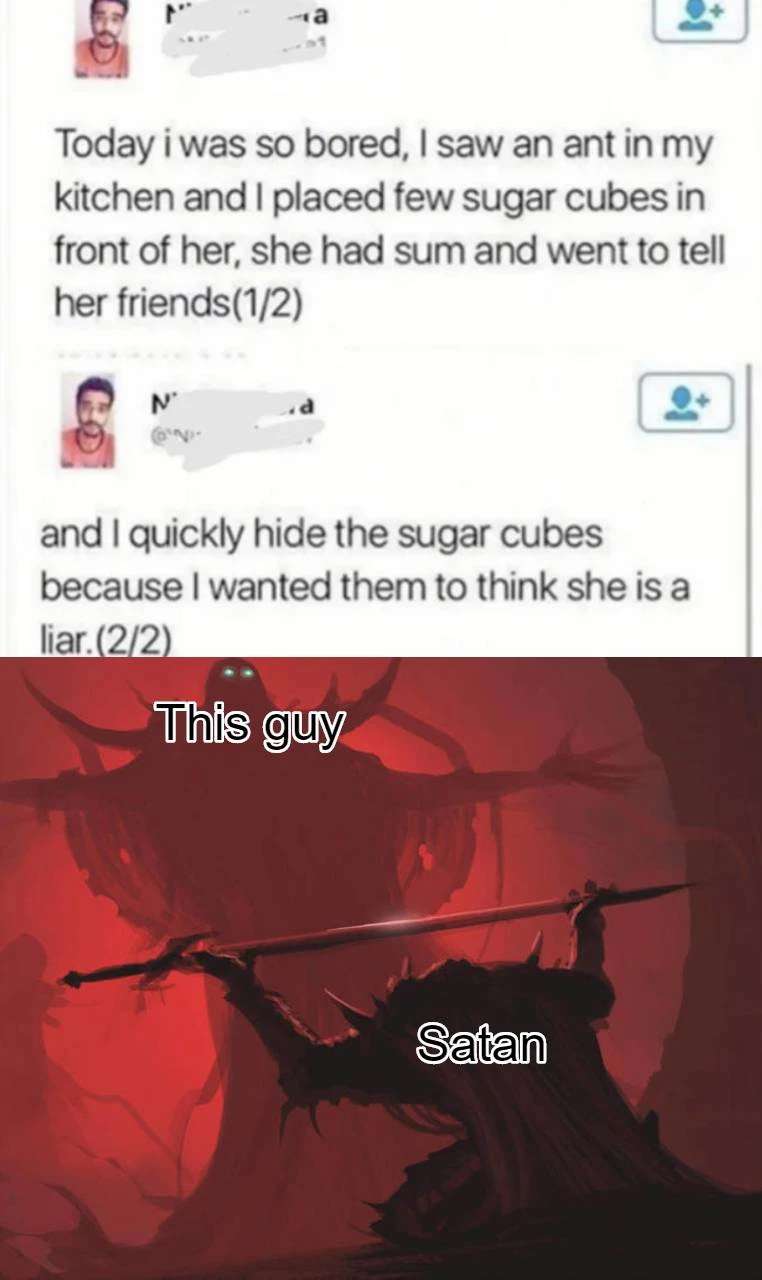 Today i was so bored, I saw an ant in my
kitchen and I placed few sugar cubes in
front of her, she had sum and went to tell
her friends(1/2)
and I quickly hide the sugar cubes
because I wanted them to think she is a
liar.(2/2)
This guy
Satan